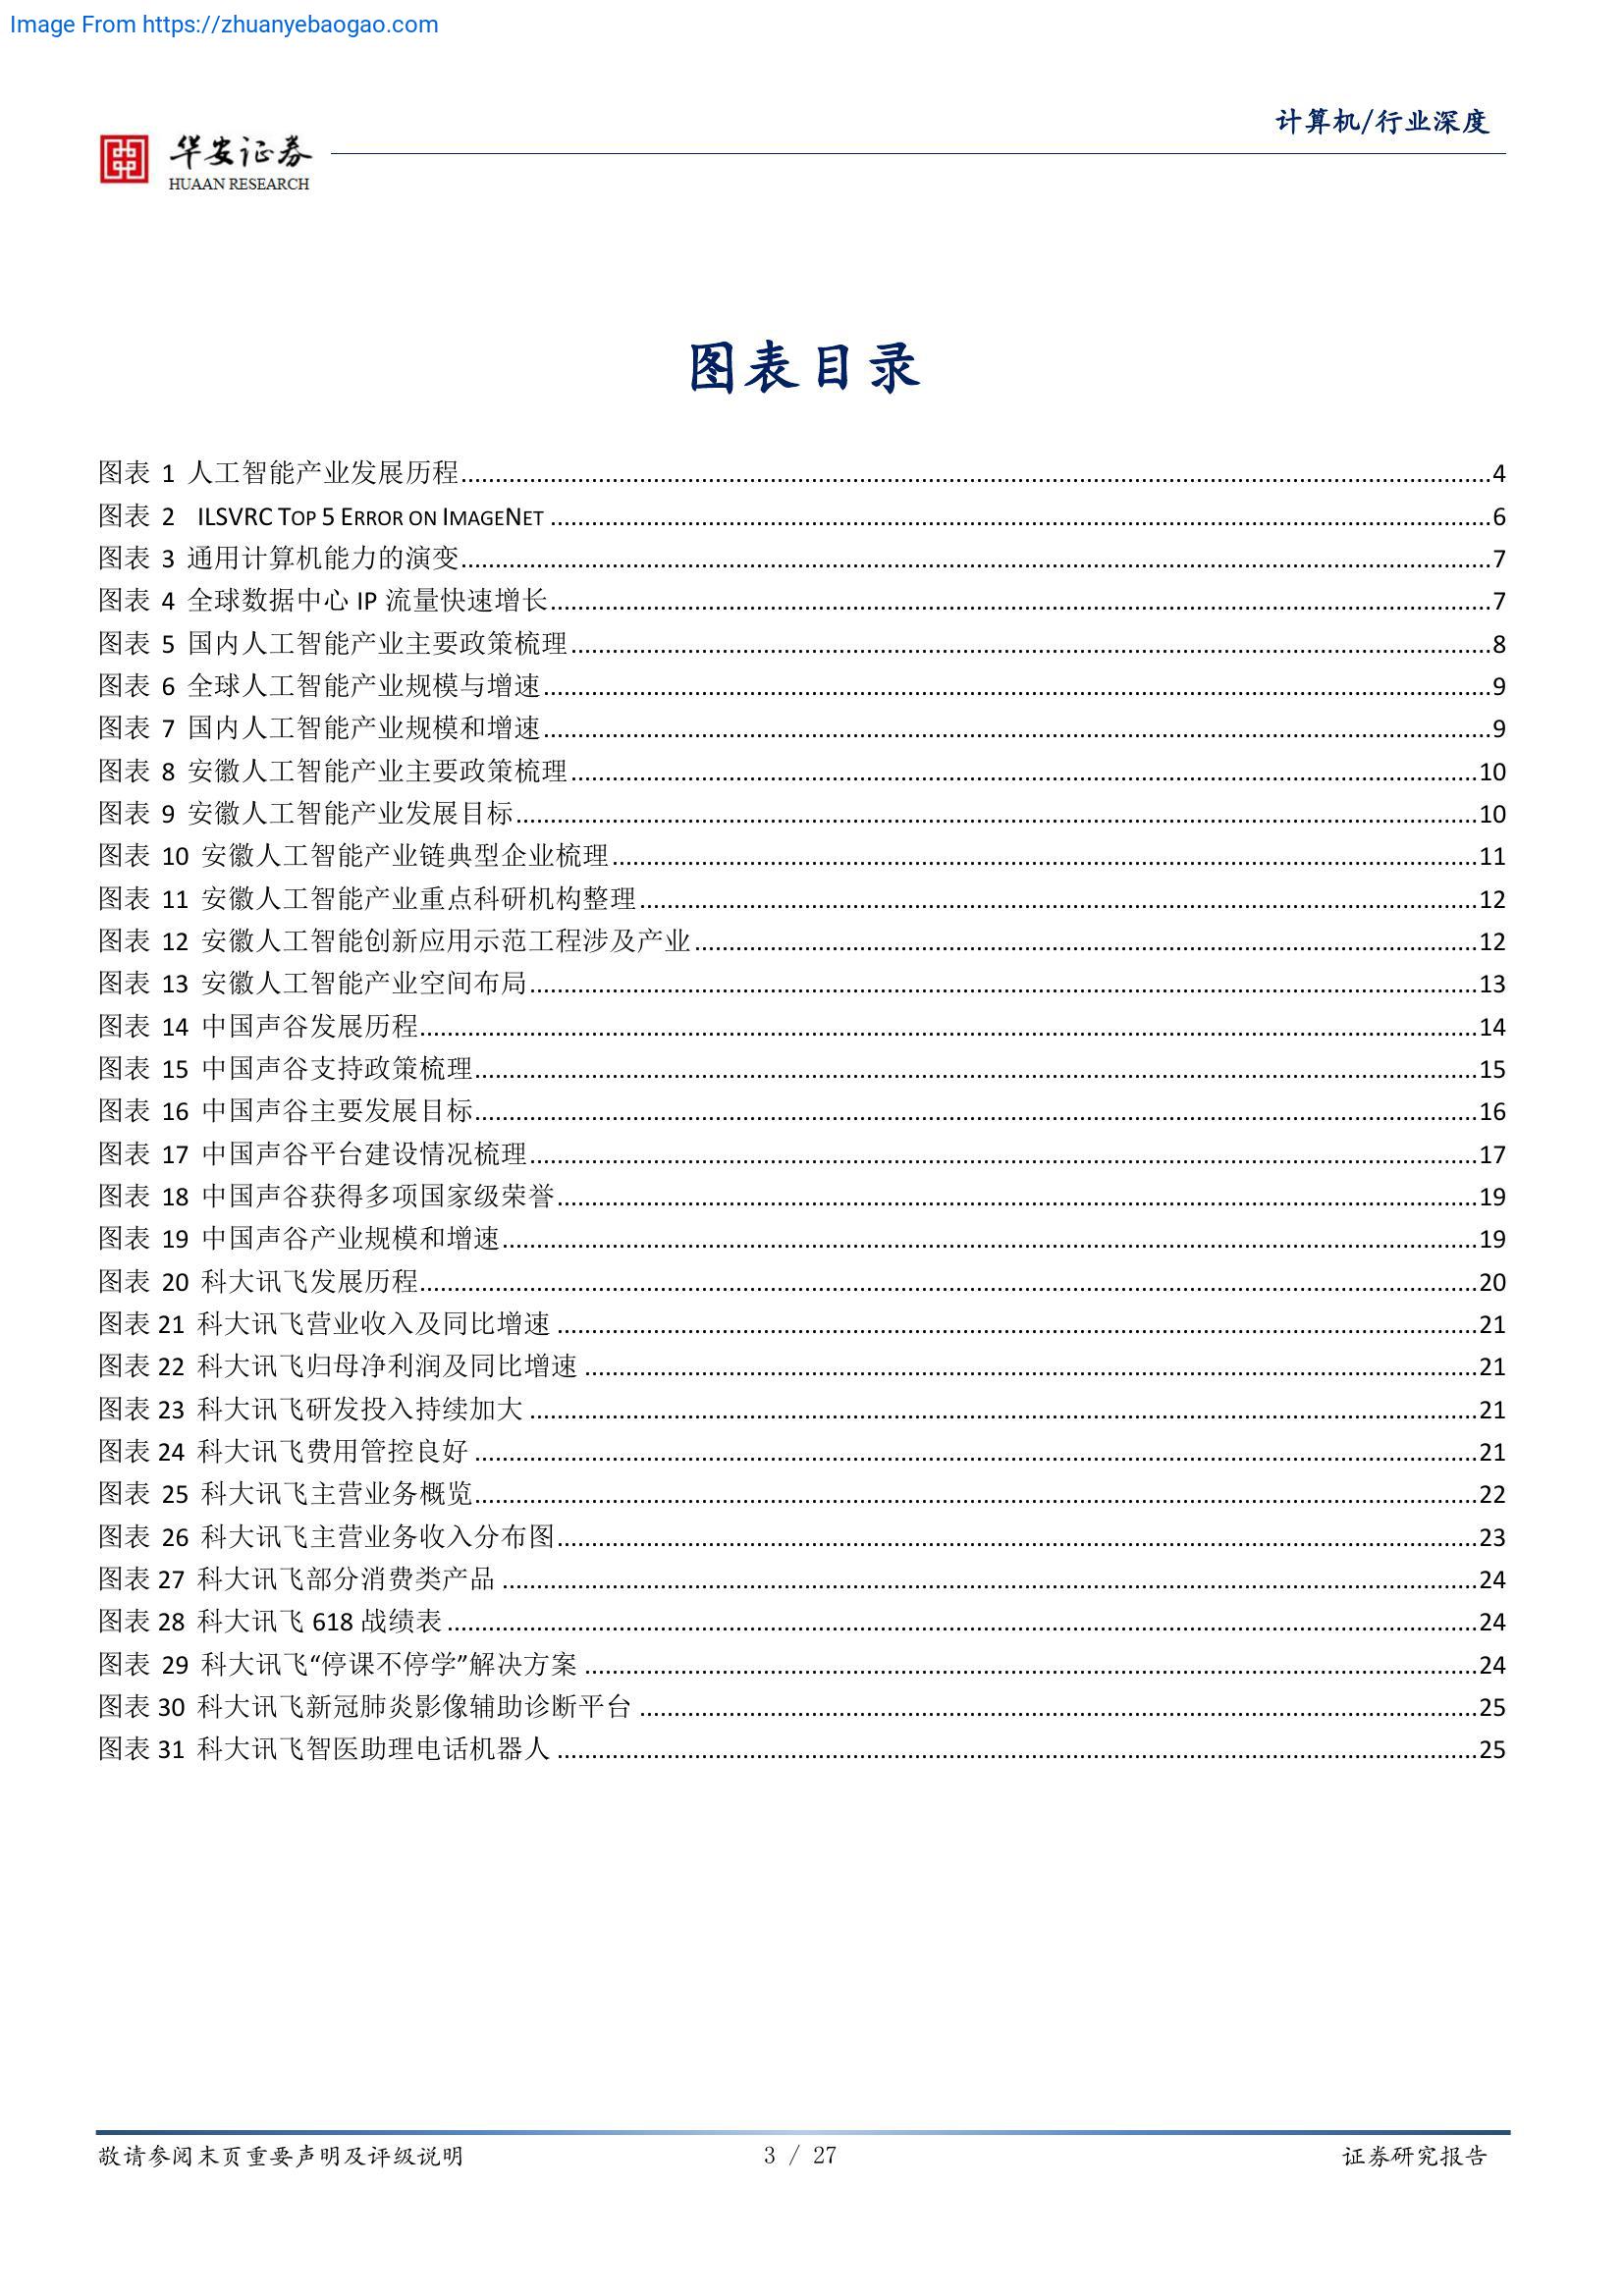 Image From https://zhuanyebaogao.com
计算机/行业深度
华安证券
HUAAN RESEARCH
图表目录
图表 1 人工智能产业发展历程........4
图表 2 ILSVRC TOP 5 ERROR ON IMAGENET........6
图表 3 通用计算机能力的演变........7
图表 4 全球数据中心 IP 流量快速增长........7
图表 5 国内人工智能产业主要政策梳理........8
图表 6 全球人工智能产业规模与增速........9
图表 7 国内人工智能产业规模和增速........9
图表 8 安徽人工智能产业主要政策梳理........10
图表 9 安徽人工智能产业发展目标........10
图表 10 安徽人工智能产业链典型企业梳理........11
图表 11 安徽人工智能产业重点科研机构整理........12
图表 12 安徽人工智能创新应用示范工程涉及产业........12
图表 13 安徽人工智能产业空间布局........13
图表 14 中国声谷发展历程........14
图表 15 中国声谷支持政策梳理........15
图表 16 中国声谷主要发展目标........16
图表 17 中国声谷平台建设情况梳理........17
图表 18 中国声谷获得多项国家级荣誉........19
图表 19 中国声谷产业规模和增速........19
图表 20 科大讯飞发展历程........20
图表 21 科大讯飞营业收入及同比增速........21
图表 22 科大讯飞归母净利润及同比增速........21
图表 23 科大讯飞研发投入持续加大........21
图表 24 科大讯飞费用管控良好........21
图表 25 科大讯飞主营业务概览........22
图表 26 科大讯飞主营业务收入分布图........23
图表 27 科大讯飞部分消费类产品........24
图表 28 科大讯飞 618 战绩表........24
图表 29 科大讯飞“停课不停学”解决方案........24
图表 30 科大讯飞新冠肺炎影像辅助诊断平台........25
图表 31 科大讯飞智医助理电话机器人........25
敬请参阅末页重要声明及评级说明
3 / 27
证券研究报告